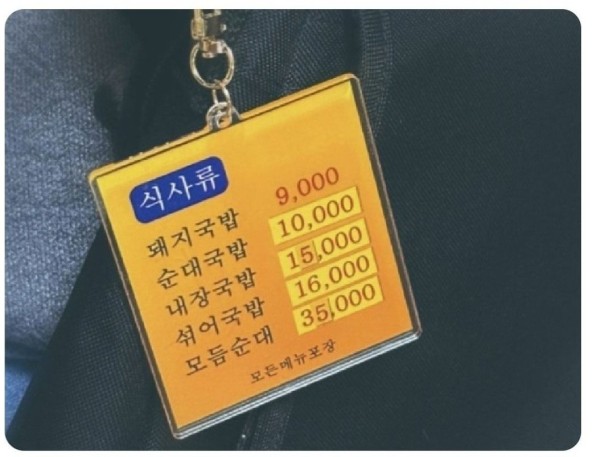 식사류
돼지국밥 9,000
순대국밥 10,000
내장국밥 15,000
섞어국밥 16,000
모듬순대 35,000
모든메뉴포장